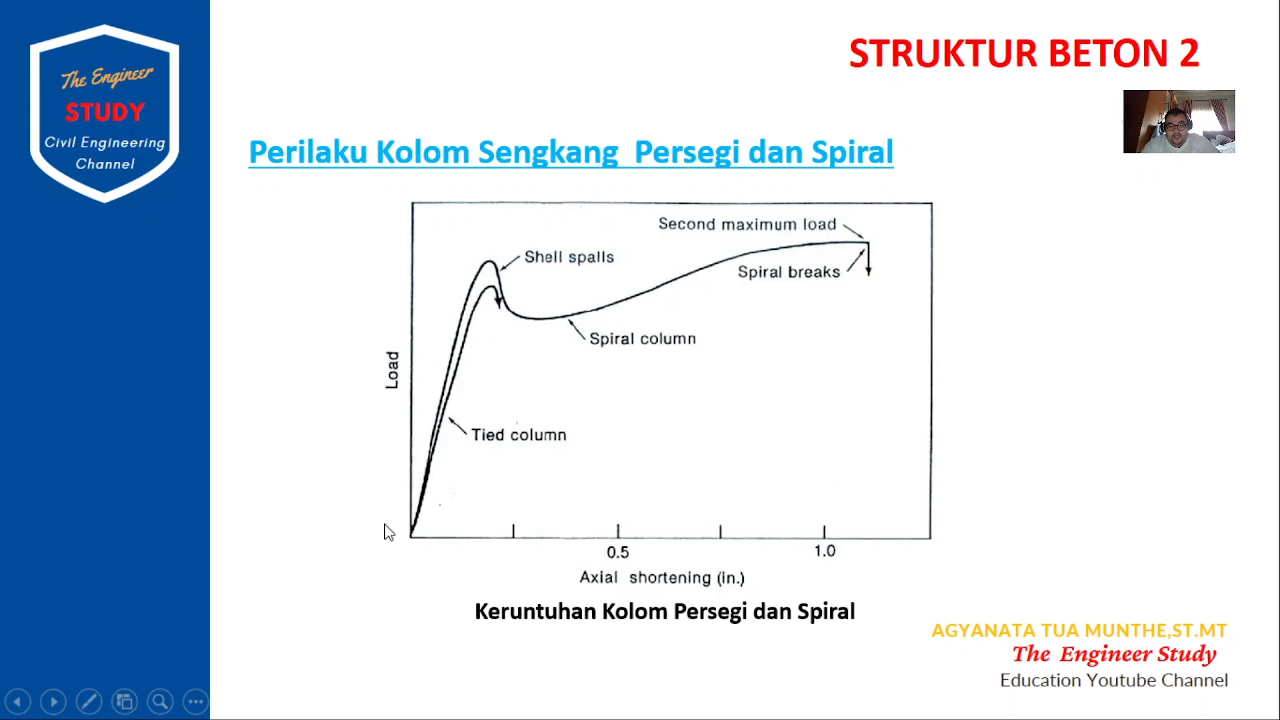 The Engineer
STUDY
Civil Engineering
Channel
STRUKTUR BETON 2
Perilaku Kolom Sengkang Persegi dan Spiral
Second maximum load
Shell spalls
Spiral breaks
Spiral column
Load
Tied column
0.5
1.0
Axial shortening (in.)
Keruntuhan Kolom Persegi dan Spiral
AGYANATA TUA MUNTHE,ST.MT
The Engineer Study
Education Youtube Channel